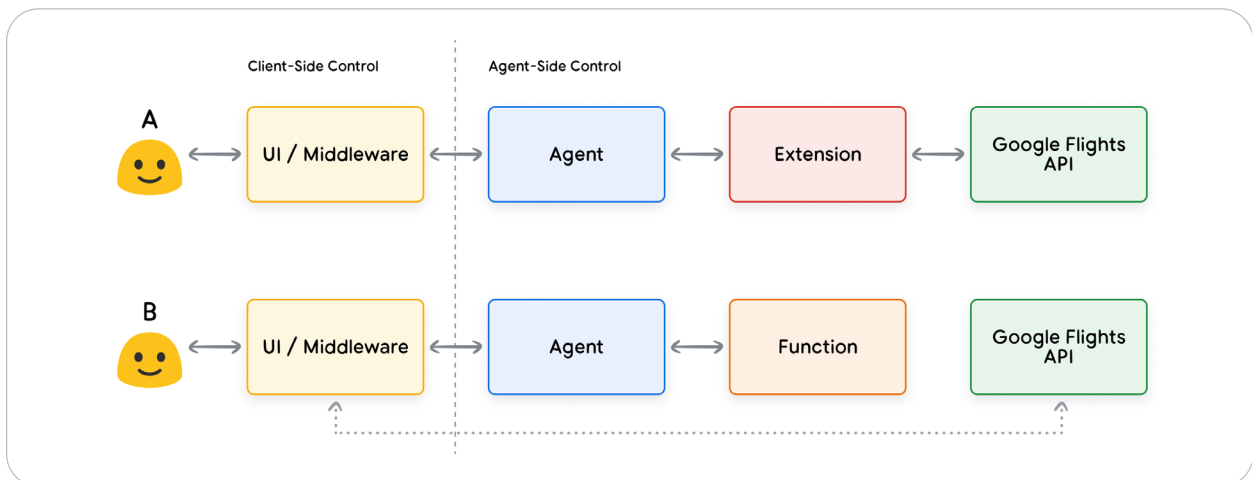 Client-Side Control
Agent-Side Control
A
UI / Middleware
Agent
Extension
Google Flights
API
B
UI / Middleware
Agent
Function
Google Flights
API